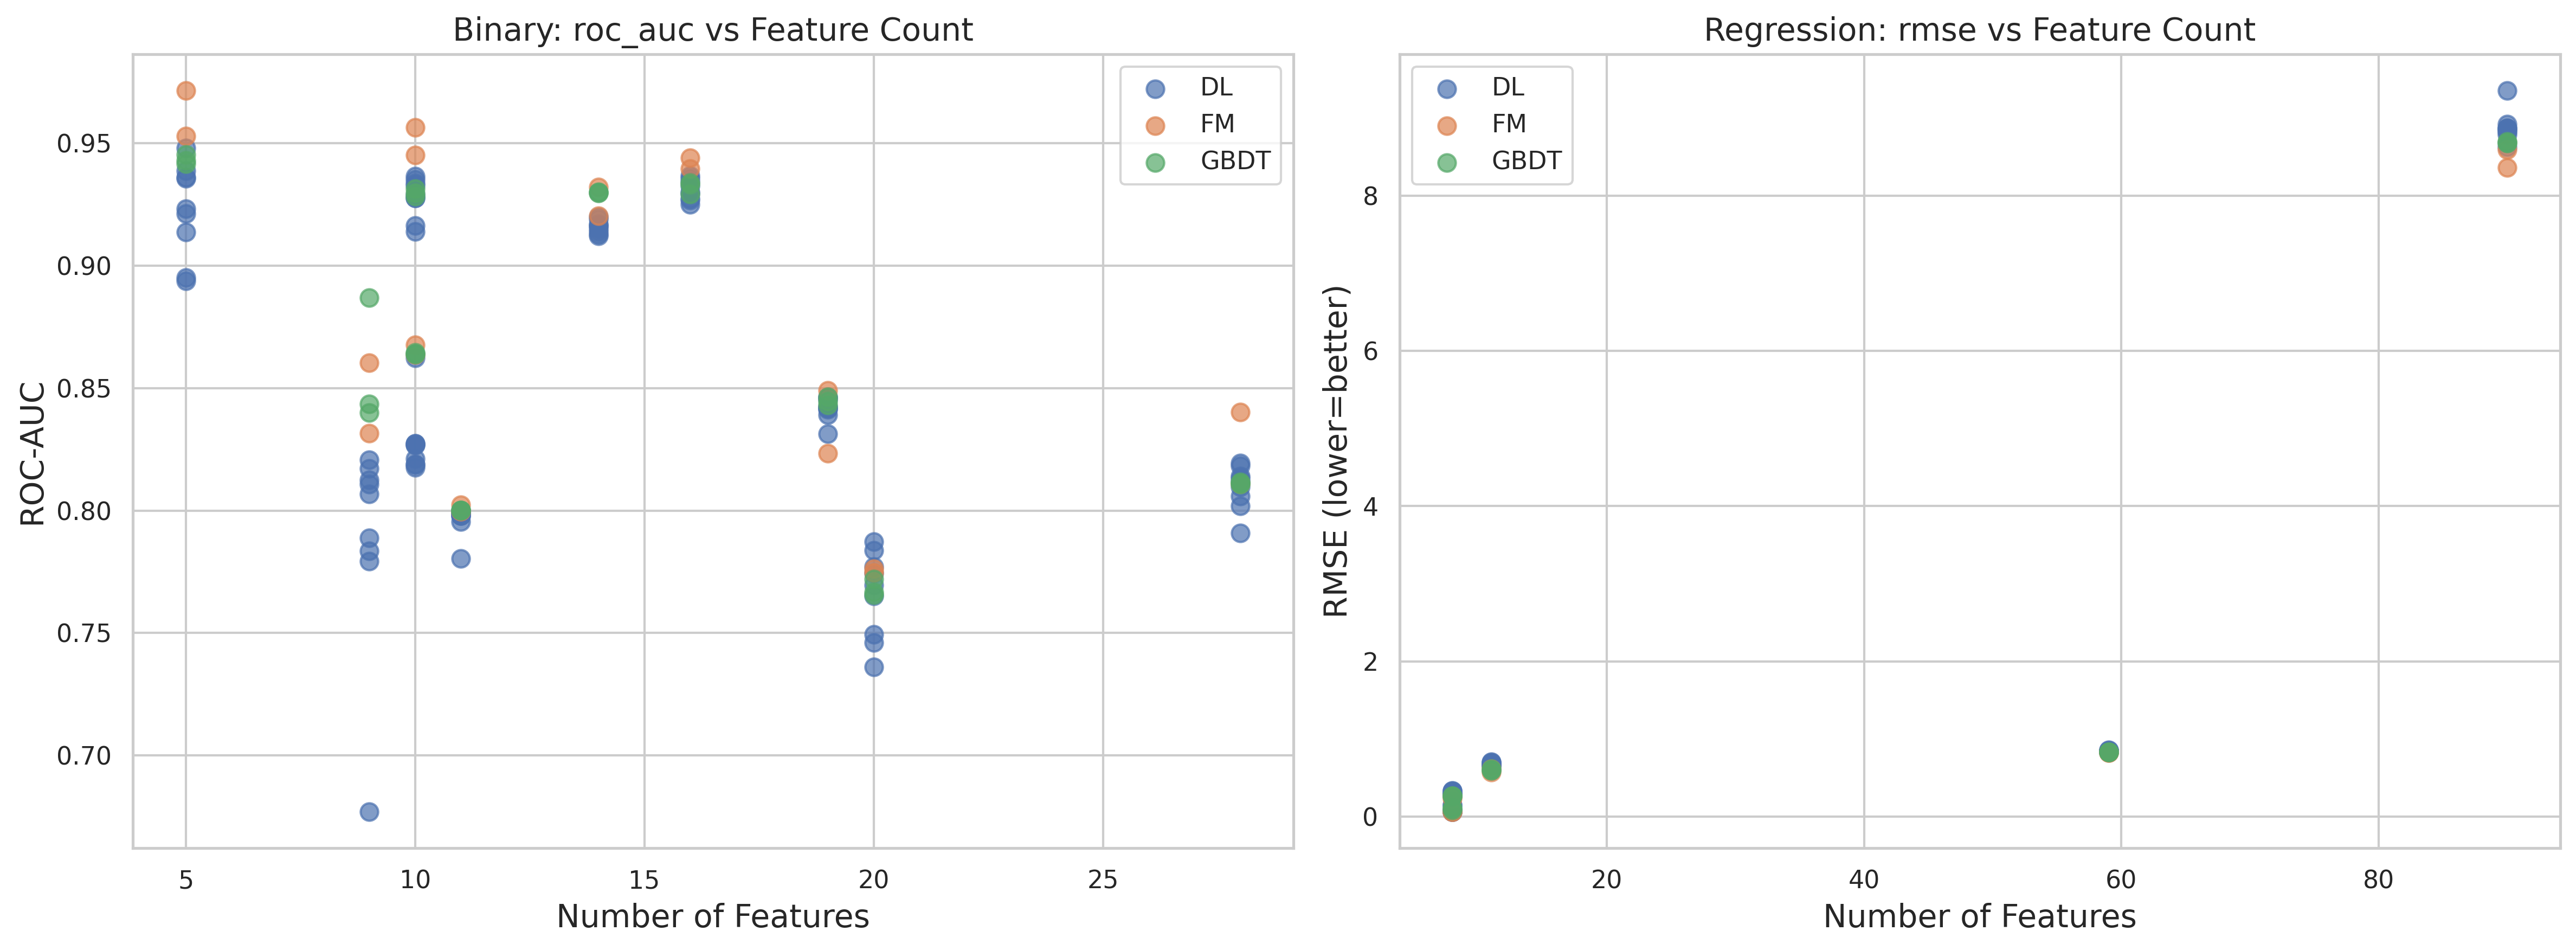 Binary: roc_auc vs Feature Count
DL
FM
GBDT
ROC-AUC
0.95
0.90
0.85
0.80
0.75
0.70
5
10
15
20
25
Number of Features
Regression: rmse vs Feature Count
DL
FM
GBDT
RMSE (lower=better)
8
6
4
2
0
20
40
60
80
Number of Features